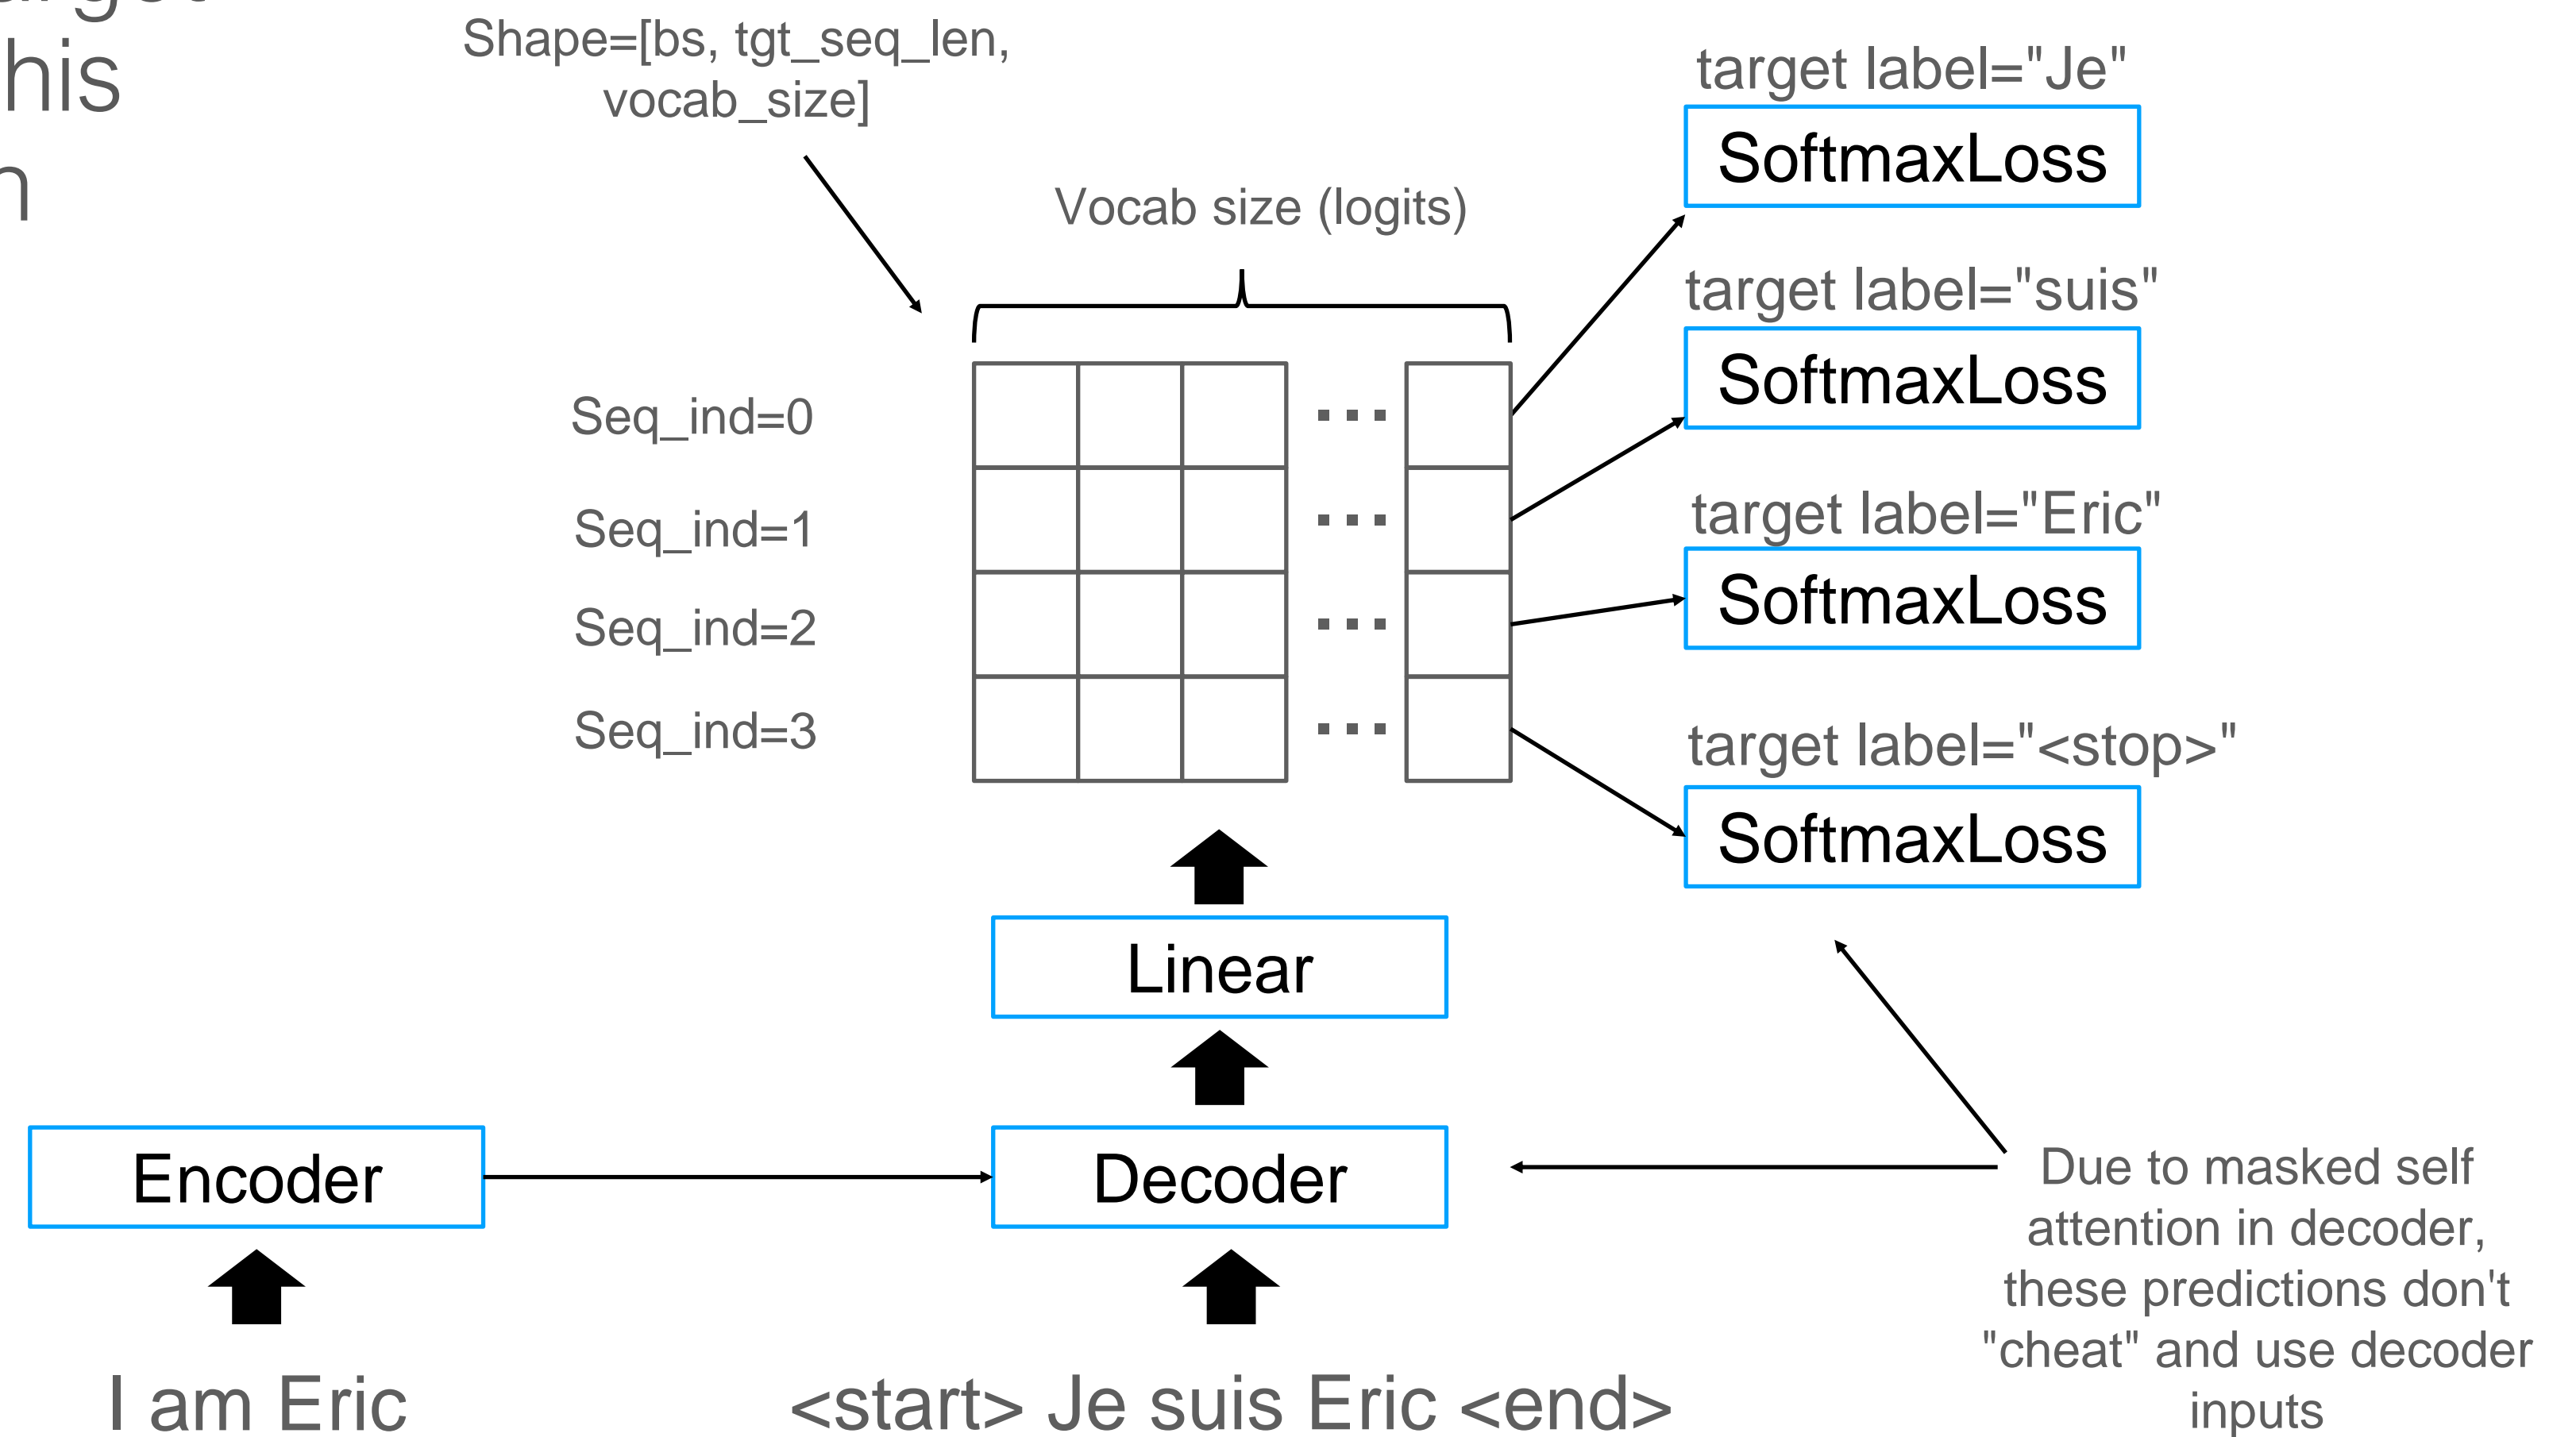 his
Shape=[bs, tgt_seq_len,
vocab_size]
Vocab size (logits)
Seq_ind=0
Seq_ind=1
Seq_ind=2
Seq_ind=3
target label="Je"
SoftmaxLoss
target label="suis"
SoftmaxLoss
target label="Eric"
SoftmaxLoss
target label="<stop>"
SoftmaxLoss
Linear
Encoder
Decoder
I am Eric
<start> Je suis Eric <end>
Due to masked self
attention in decoder,
these predictions don't
"cheat" and use decoder
inputs